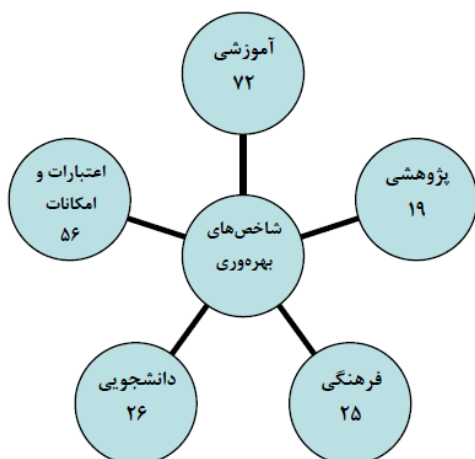 آموزشی
۷۲
پژوهشی
۱۹
فرهنگی
۲۵
دانشجویی
۲۶
اعتبارات و
امکانات
۵۶
شاخص‌های
بهره‌وری